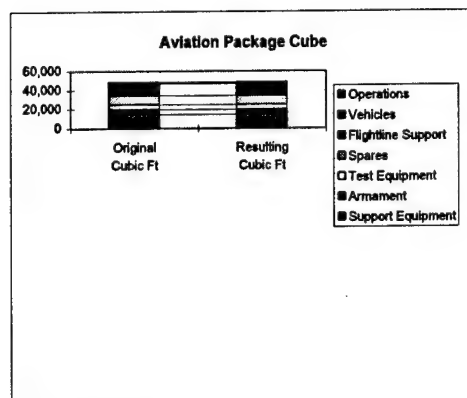 Aviation Package Cube
60,000
40,000
20,000
0
Original
Cubic Ft
Resulting
Cubic Ft
Operations
Vehicles
Flightline Support
Spares
Test Equipment
Armament
Support Equipment